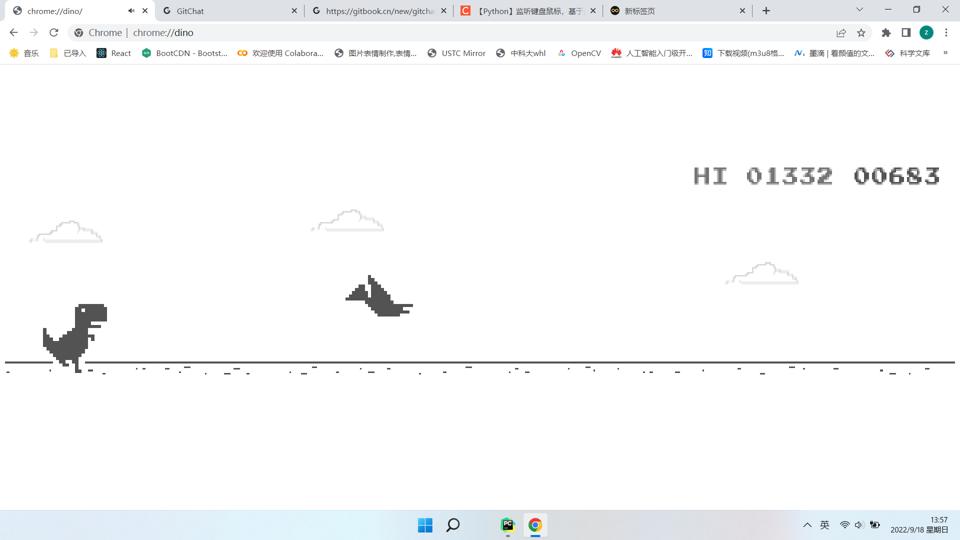 chrome://dino/
GitChat
https://gitbook.cn/new/gitcha
【Python】监听键盘鼠标，基于
新标签页
Chrome | chrome://dino
z
音乐
已导入
React
BootCDN - Bootst...
欢迎使用 Colabora...
图片表情制作,表情...
USTC Mirror
中科大whl
OpenCV
人工智能入门极开...
下载视频(m3u8格...
墨滴 | 看颜值的文...
科学文库
»
HI 01332 00683
PC
英
13:57
2022/9/18 星期日